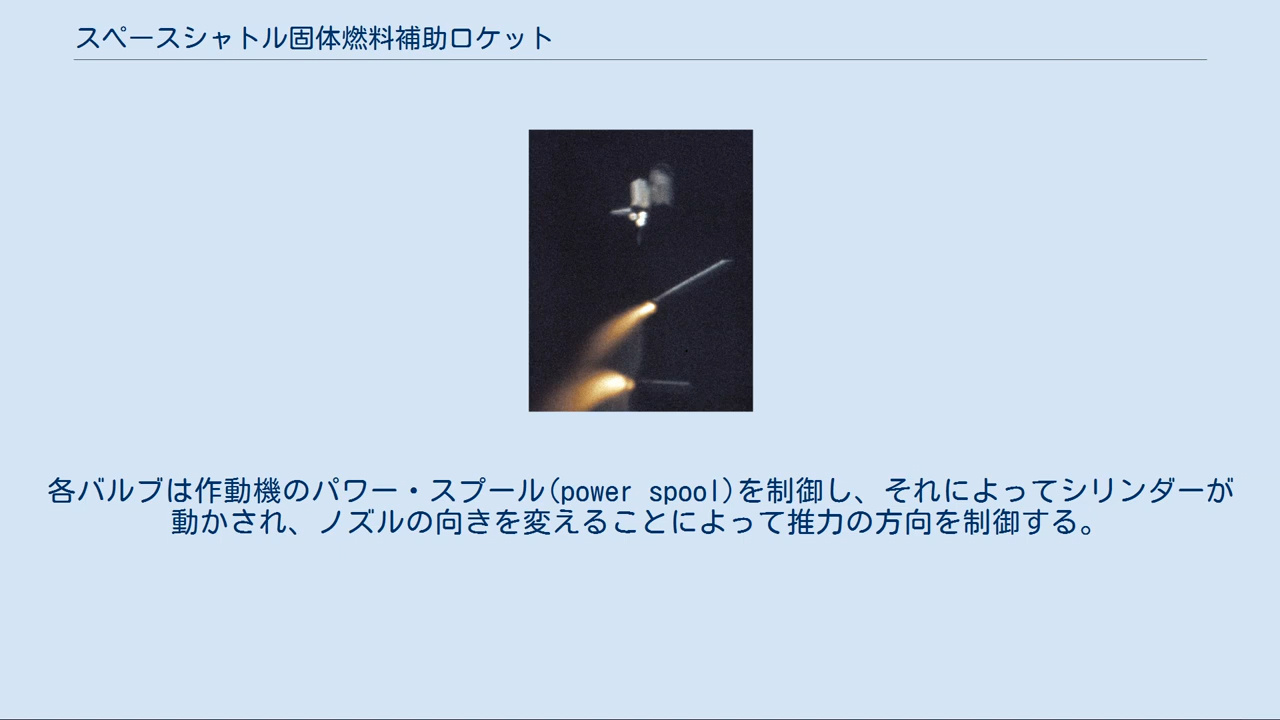 スペースシャトル固体燃料補助ロケット
各バルブは作動機のパワー・スプール(power spool)を制御し、それによってシリンダーが
動かされ、ノズルの向きを変えることによって推力の方向を制御する。